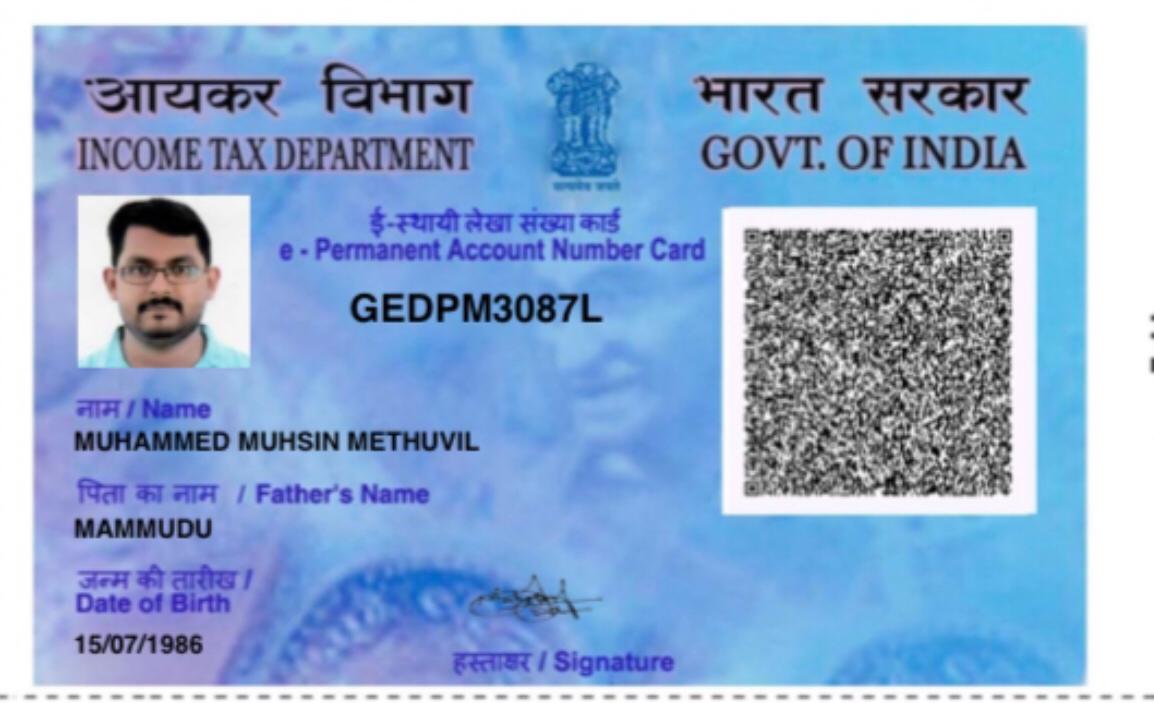 आयकर विभाग
INCOME TAX DEPARTMENT
भारत सरकार
GOVT. OF INDIA
सत्यमेव जयते
ई-स्थायी लेखा संख्या कार्ड
e - Permanent Account Number Card
GEDPM3087L
नाम / Name
MUHAMMED MUHSIN METHUVIL
पिता का नाम / Father's Name
MAMMUDU
जन्म की तारीख /
Date of Birth
15/07/1986
हस्ताक्षर / Signature